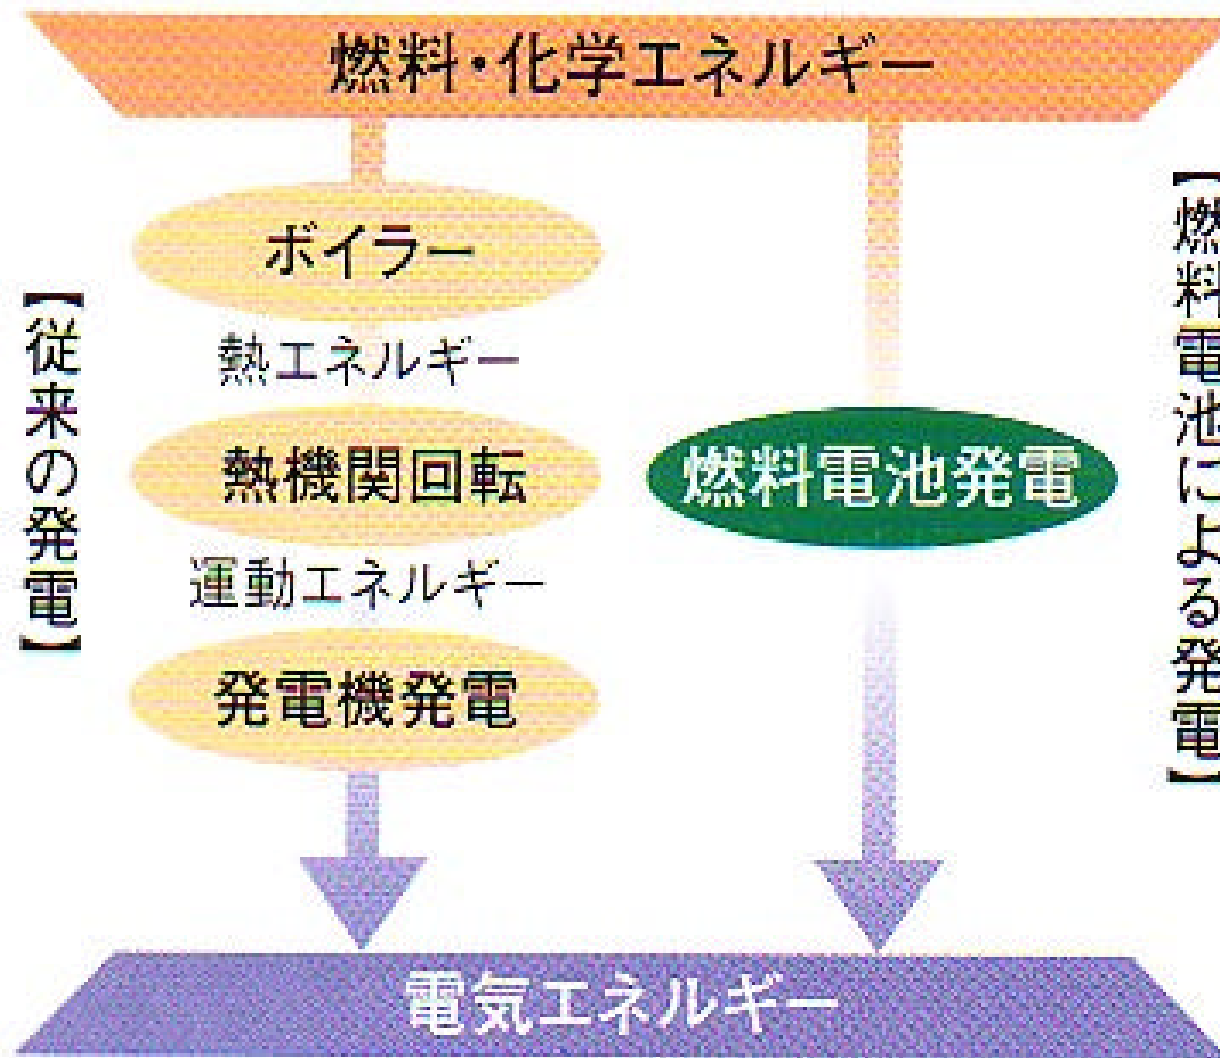 燃料・化学エネルギー
【従来の発電】
ボイラー
熱エネルギー
熱機関回転
運動エネルギー
発電機発電
燃料電池発電
【燃料電池による発電】
電気エネルギー